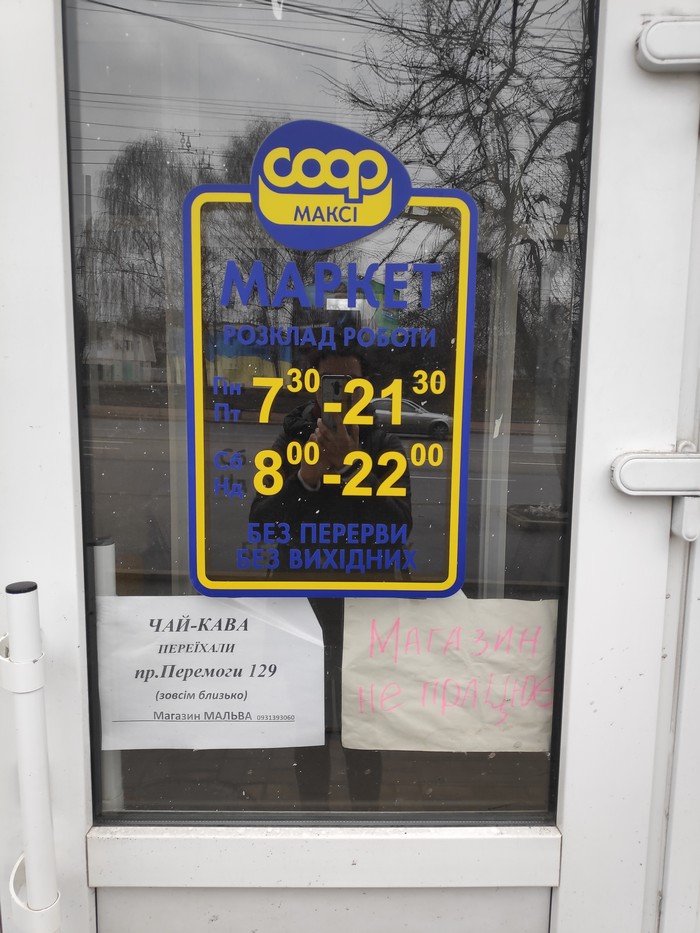 coop
МАКСІ
МАРКЕТ
РОЗКЛАД РОБОТИ
Пн 7³⁰-21³⁰
Пт
Сб 8⁰⁰-22⁰⁰
Нд
БЕЗ ПЕРЕРВИ
БЕЗ ВИХІДНИХ
ЧАЙ-КАВА
ПЕРЕЇХАЛИ
пр.Перемоги 129
(зовсім близько)
Магазин МАЛЬВА 0931393060
МАГАЗИН
не працює